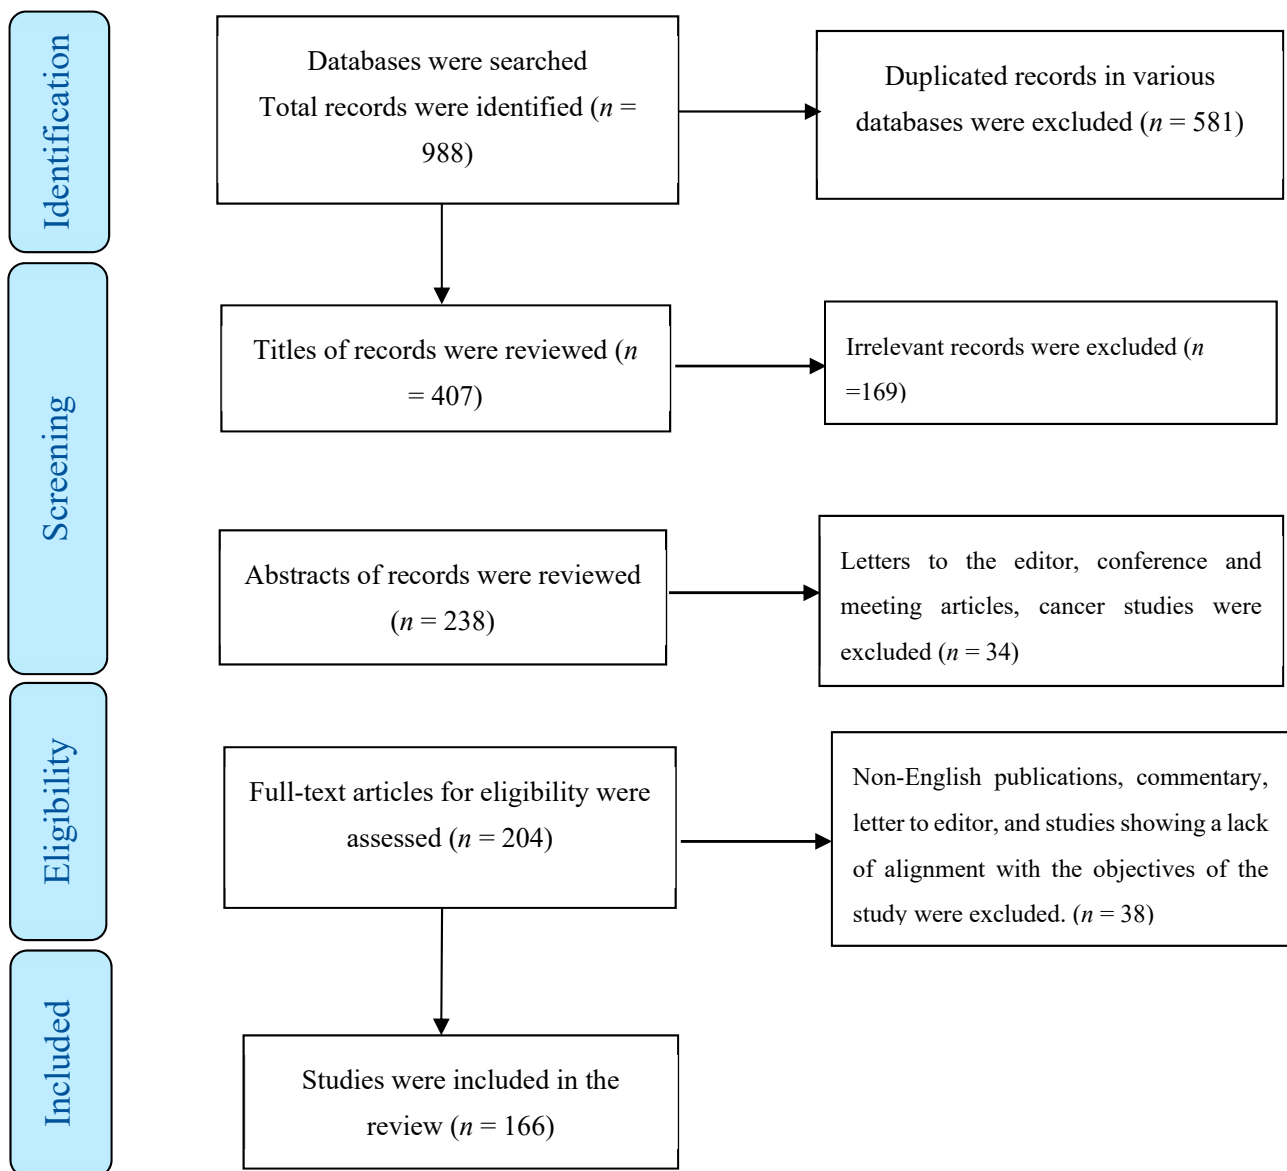 Identification
Databases were searched
Total records were identified (n =
988)
Duplicated records in various
databases were excluded (n = 581)
Screening
Titles of records were reviewed (n
= 407)
Irrelevant records were excluded (n
=169)
Abstracts of records were reviewed
(n = 238)
Letters to the editor, conference and
meeting articles, cancer studies were
excluded (n = 34)
Eligibility
Full-text articles for eligibility were
assessed (n = 204)
Non-English publications, commentary,
letter to editor, and studies showing a lack
of alignment with the objectives of the
study were excluded. (n = 38)
Included
Studies were included in the
review (n = 166)